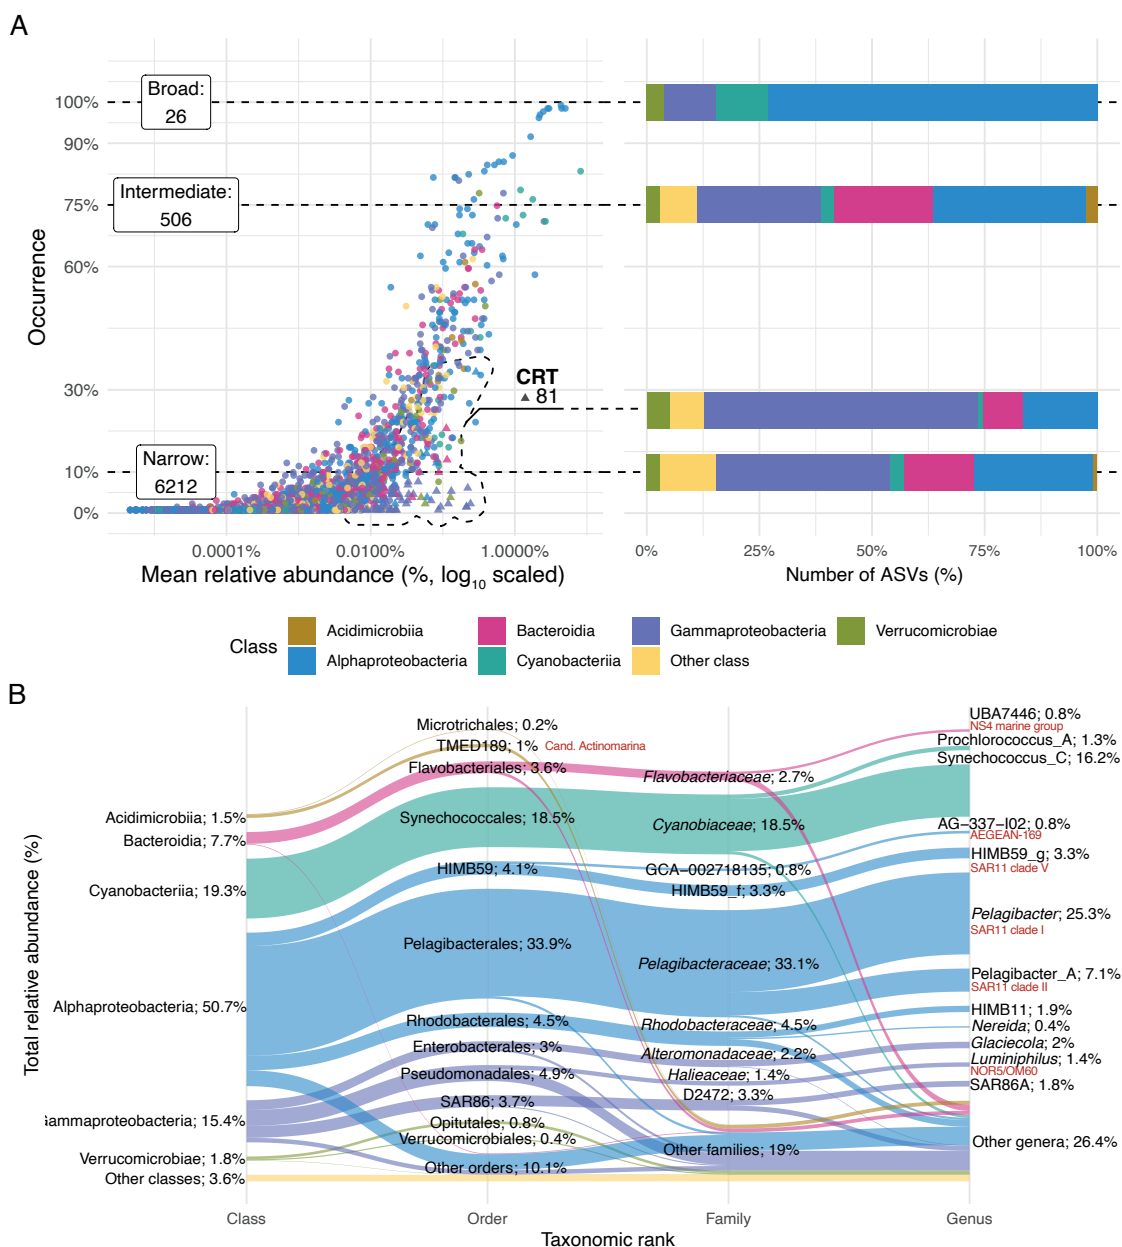 A
Broad:
26
100%
90%
Intermediate:
506
75%
60%
Occurrence
30%
CRT
81
Narrow:
6212
10%
0%
0.0001%
0.0100%
1.0000%
0%
25%
50%
75%
100%
Mean relative abundance (%, log10 scaled)
Number of ASVs (%)
Class
Acidimicrobiia
Bacteroidia
Gammaproteobacteria
Verrucomicrobiae
Alphaproteobacteria
Cyanobacteriia
Other class
B
Total relative abundance (%)
Acidimicrobiia; 1.5%
Bacteroidia; 7.7%
Cyanobacteriia; 19.3%
Alphaproteobacteria; 50.7%
ammaproteobacteria; 15.4%
Verrucomicrobiae; 1.8%
Other classes; 3.6%
Microtrichales; 0.2%
TMED189; 1% Cand. Actinomarina
Flavobacteriales; 3.6%
Synechococcales; 18.5%
HIMB59; 4.1%
Pelagibacterales; 33.9%
Rhodobacterales; 4.5%
Enterobacterales; 3%
Pseudomonadales; 4.9%
SAR86; 3.7%
Opitutales; 0.8%
Verrucomicrobiales; 0.4%
Other orders; 10.1%
Flavobacteriaceae; 2.7%
Cyanobiaceae; 18.5%
GCA−002718135; 0.8%
HIMB59_f; 3.3%
Pelagibacteraceae; 33.1%
Rhodobacteraceae; 4.5%
Alteromonadaceae; 2.2%
Halieaceae; 1.4%
D2472; 3.3%
Other families; 19%
UBA7446; 0.8%
NS4 marine group
Prochlorococcus_A; 1.3%
Synechococcus_C; 16.2%
AG−337−I02; 0.8%
AEGEAN-169
HIMB59_g; 3.3%
SAR11 clade V
Pelagibacter; 25.3%
SAR11 clade I
Pelagibacter_A; 7.1%
SAR11 clade II
HIMB11; 1.9%
Nereida; 0.4%
Glaciecola; 2%
Luminiphilus; 1.4%
NOR5/OM60
SAR86A; 1.8%
Other genera; 26.4%
Class
Order
Family
Genus
Taxonomic rank